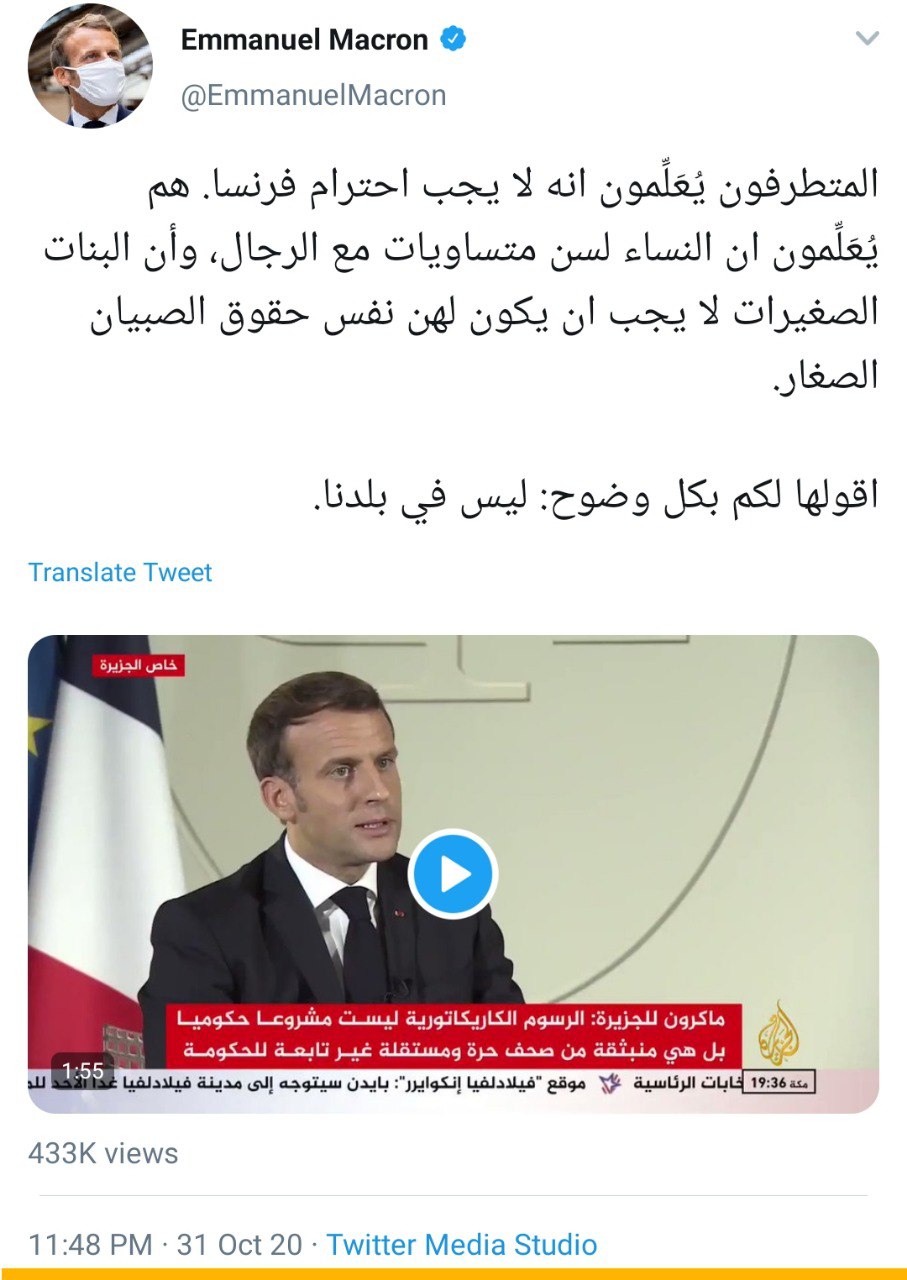 Emmanuel Macron
@EmmanuelMacron
المتطرفون يُعَلِّمون انه لا يجب احترام فرنسا. هم
يُعَلِّمون ان النساء لسن متساويات مع الرجال، وأن البنات
الصغيرات لا يجب ان يكون لهن نفس حقوق الصبيان
الصغار.
اقولها لكم بكل وضوح: ليس في بلدنا.
Translate Tweet
خاص الجزيرة
ماكرون للجزيرة: الرسوم الكاريكاتورية ليست مشروعا حكوميا
بل هي منبثقة من صحف حرة ومستقلة غير تابعة للحكومة
1:55
مكة 19:36
خابات الرئاسية موقع "فيلادلفيا إنكوايرر": بايدن سيتوجه إلى مدينة فيلادلفيا غدا الأحد
433K views
11:48 PM · 31 Oct 20 · Twitter Media Studio